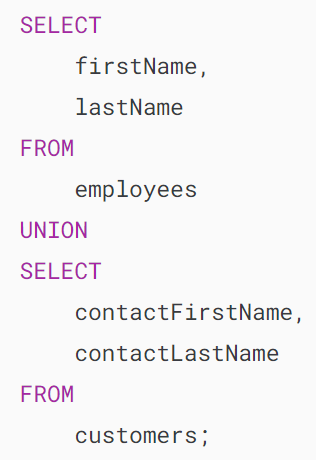 SELECT
firstName,
lastName
FROM
employees
UNION
SELECT
contactFirstName,
contactLastName
FROM
customers;